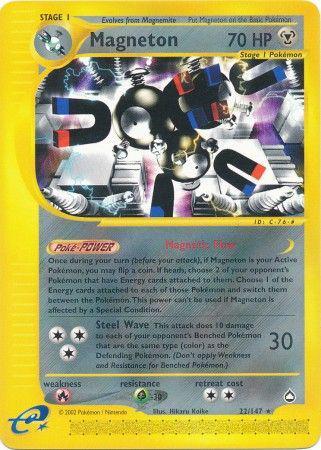 STAGE 1
Evolves from Magnemite
Put Magneton on the Basic Pokémon
Magneton
70 HP
Stage 1 Pokémon
ID: C-76-#
Poké-POWER
Magnetic Flow
Once during your turn (before your attack), if Magneton is your Active
Pokémon, you may flip a coin. If heads, choose 2 of your opponent's
Pokémon that have Energy cards attached to them. Choose 1 of the
Energy cards attached to each of those Pokémon and switch them
between the Pokémon. This power can't be used if Magneton is
affected by a Special Condition.
Steel Wave This attack does 10 damage
to each of your opponent's Benched Pokémon
that are the same type (color) as the
Defending Pokémon. (Don't apply Weakness
and Resistance for Benched Pokémon.)
30
weakness
resistance
-30
retreat cost
e
© 2002 Pokémon / Nintendo
Illus. Hikaru Koike
22/147 ★